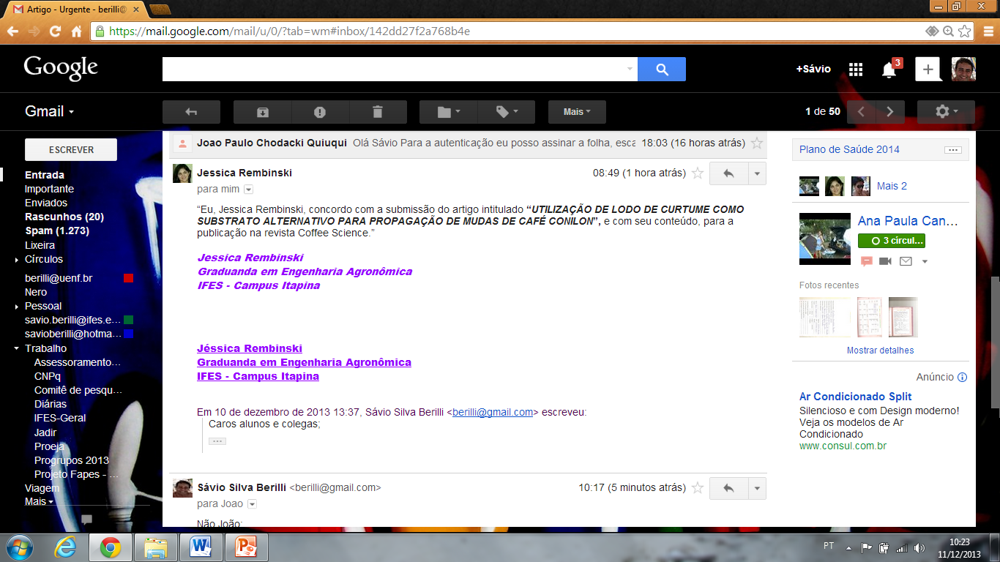 Artigo - Urgente - berilli@
https://mail.google.com/mail/u/0/?tab=wm#inbox/142dd27f2a768b4e
Google
+Sávio
3
Gmail
Mais
1 de 50
ESCREVER
Entrada
Importante
Enviados
Rascunhos (20)
Spam (1.273)
Lixeira
Círculos
berilli@uenf.br
Nero
Pessoal
savio.berilli@ifes.e...
savioberilli@hotma...
Trabalho
Assessoramento...
CNPq
Comitê de pesqu...
Diárias
IFES-Geral
Jadir
Proeja
Progrupos 2013
Projeto Fapes - ...
Viagem
Mais
Joao Paulo Chodacki Quiuqui Olá Sávio Para a autenticação eu posso assinar a folha, esca 18:03 (16 horas atrás)
Jessica Rembinski 08:49 (1 hora atrás)
para mim
“Eu, Jessica Rembinski, concordo com a submissão do artigo intitulado “UTILIZAÇÃO DE LODO DE CURTUME COMO
SUBSTRATO ALTERNATIVO PARA PROPAGAÇÃO DE MUDAS DE CAFÉ CONILON”, e com seu conteúdo, para a
publicação na revista Coffee Science.”
Jessica Rembinski
Graduanda em Engenharia Agronômica
IFES - Campus Itapina
Jéssica Rembinski
Graduanda em Engenharia Agronômica
IFES - Campus Itapina
Em 10 de dezembro de 2013 13:37, Sávio Silva Berilli <berilli@gmail.com> escreveu:
Caros alunos e colegas;
Sávio Silva Berilli <berilli@gmail.com> 10:17 (5 minutos atrás)
para Joao
Não João;
Plano de Saúde 2014
Mais 2
Ana Paula Can...
3 círcul...
Fotos recentes
Mostrar detalhes
Anúncio
Ar Condicionado Split
Silencioso e com Design moderno!
Veja os modelos de Ar
Condicionado
www.consul.com.br
PT
10:23
11/12/2013